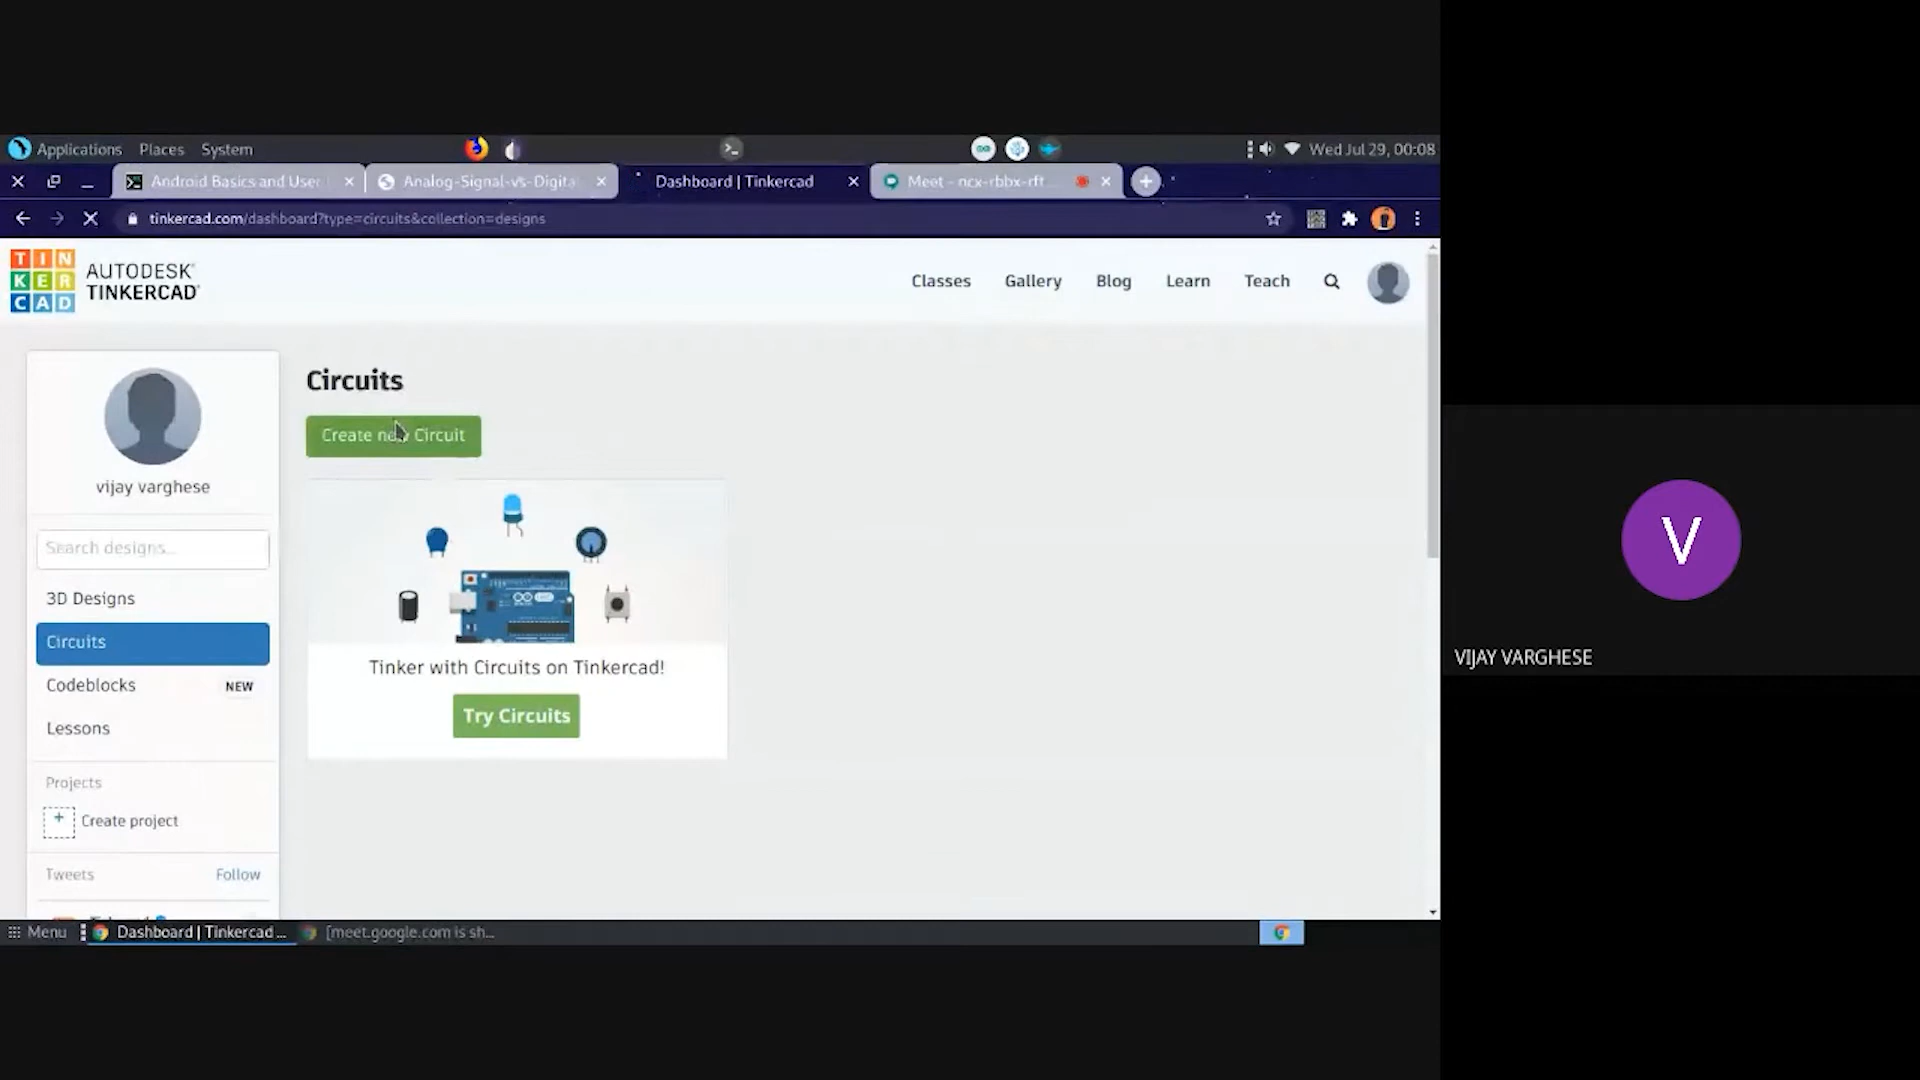 Applications Places System
Wed Jul 29, 00:08
Android Basics and User
Analog-Signal-vs-Digita
Dashboard | Tinkercad
Meet - ncx-rbbx-rft
tinkercad.com/dashboard?type=circuits&collection=designs
TIN
KER
CAD
AUTODESK
TINKERCAD
Classes Gallery Blog Learn Teach
vijay varghese
Search designs...
3D Designs
Circuits
Codeblocks NEW
Lessons
Projects
+ Create project
Tweets Follow
Circuits
Create new Circuit
Tinker with Circuits on Tinkercad!
Try Circuits
V
VIJAY VARGHESE
Menu
Dashboard | Tinkercad ...
[meet.google.com is sh...